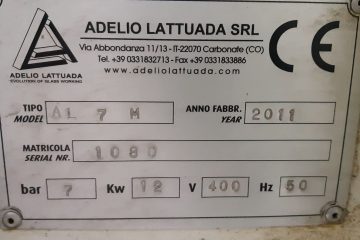 ADELIO LATTUADA SRL
Via Abbondanza 11/13 - IT-22070 Carbonate (CO)
Tel. +39 0331832713 - Fax. +39 0331833886
www.adeliolattuada.com
CE
ADELIO LATTUADA
EVOLUTION OF GLASS WORKING
TIPO
MODEL
AL 7 M
ANNO FABBR.
YEAR
2011
MATRICOLA
SERIAL NR.
1080
bar 7 Kw 12 V 400 Hz 50